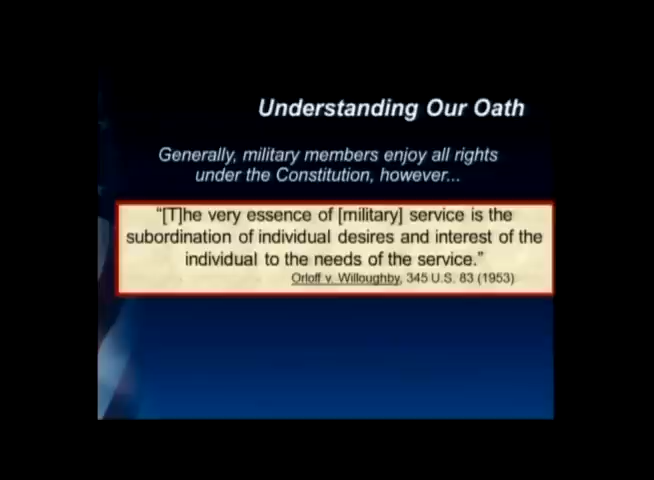 Understanding Our Oath
Generally, military members enjoy all rights
under the Constitution, however...
"[T]he very essence of [military] service is the
subordination of individual desires and interest of the
individual to the needs of the service."
Orloff v. Willoughby, 345 U.S. 83 (1953)